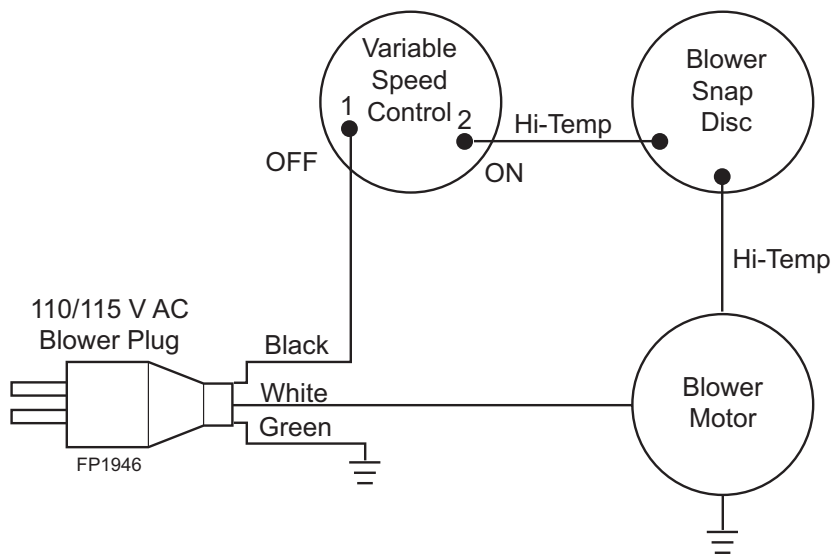 Variable
Speed
Control
1
2
OFF
ON
Hi-Temp
Blower
Snap
Disc
Hi-Temp
110/115 V AC
Blower Plug
Black
White
Green
FP1946
Blower
Motor